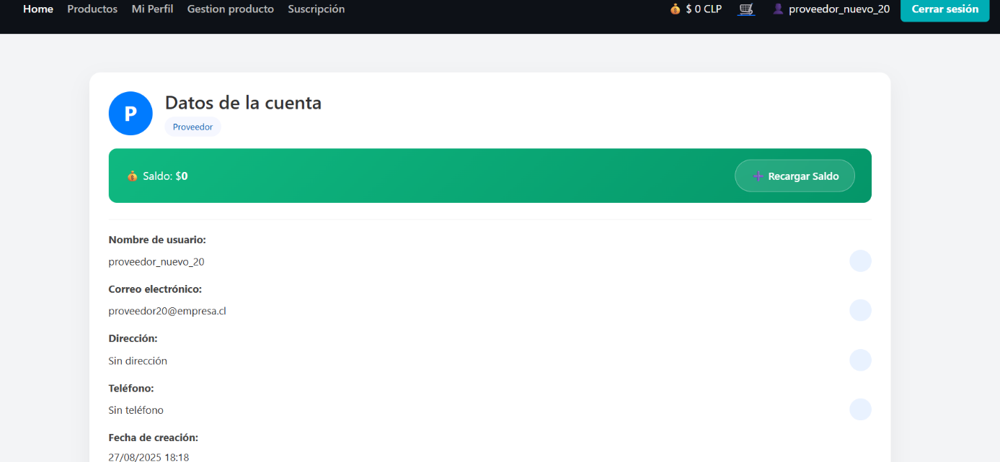 Home Productos Mi Perfil Gestion producto Suscripción $ 0 CLP proveedor_nuevo_20 Cerrar sesión
P
Datos de la cuenta
Proveedor
Saldo: $0 Recargar Saldo
Nombre de usuario:
proveedor_nuevo_20
Correo electrónico:
proveedor20@empresa.cl
Dirección:
Sin dirección
Teléfono:
Sin teléfono
Fecha de creación:
27/08/2025 18:18